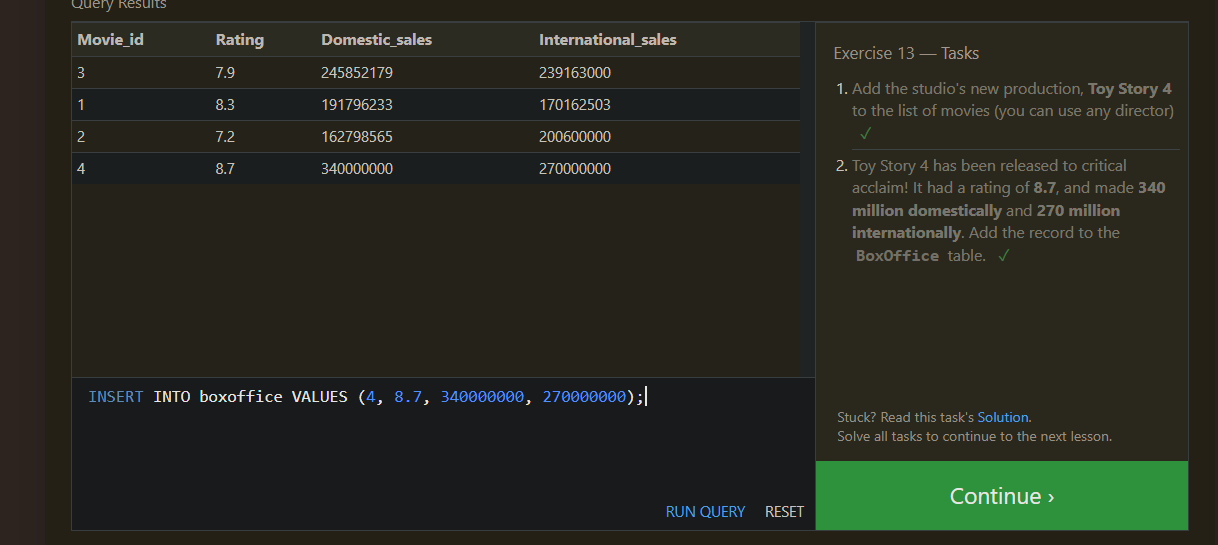 Query Results
Movie_id Rating Domestic_sales International_sales
3 7.9 245852179 239163000
1 8.3 191796233 170162503
2 7.2 162798565 200600000
4 8.7 340000000 270000000
INSERT INTO boxoffice VALUES (4, 8.7, 340000000, 270000000);
RUN QUERY RESET
Exercise 13 — Tasks
1. Add the studio's new production, Toy Story 4
to the list of movies (you can use any director)
✓
2. Toy Story 4 has been released to critical
acclaim! It had a rating of 8.7, and made 340
million domestically and 270 million
internationally. Add the record to the
BoxOffice table. ✓
Stuck? Read this task's Solution.
Solve all tasks to continue to the next lesson.
Continue ›